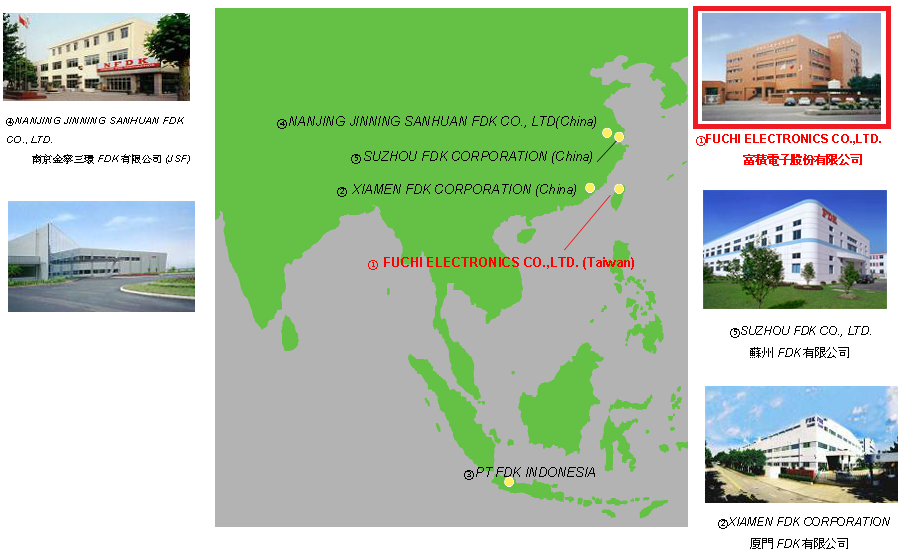 NFDK
④NANJING JINNING SANHUAN FDK
CO., LTD.
南京金寧三環 FDK有限公司 (JSF)
④NANJING JINNING SANHUAN FDK CO., LTD(China)
⑤SUZHOU FDK CORPORATION (China)
② XIAMEN FDK CORPORATION (China)
① FUCHI ELECTRONICS CO.,LTD. (Taiwan)
③PT FDK INDONESIA
①FUCHI ELECTRONICS CO.,LTD.
富積電子股份有限公司
FDK
⑤SUZHOU FDK CO., LTD.
蘇州 FDK有限公司
FDK
②XIAMEN FDK CORPORATION
廈門 FDK有限公司